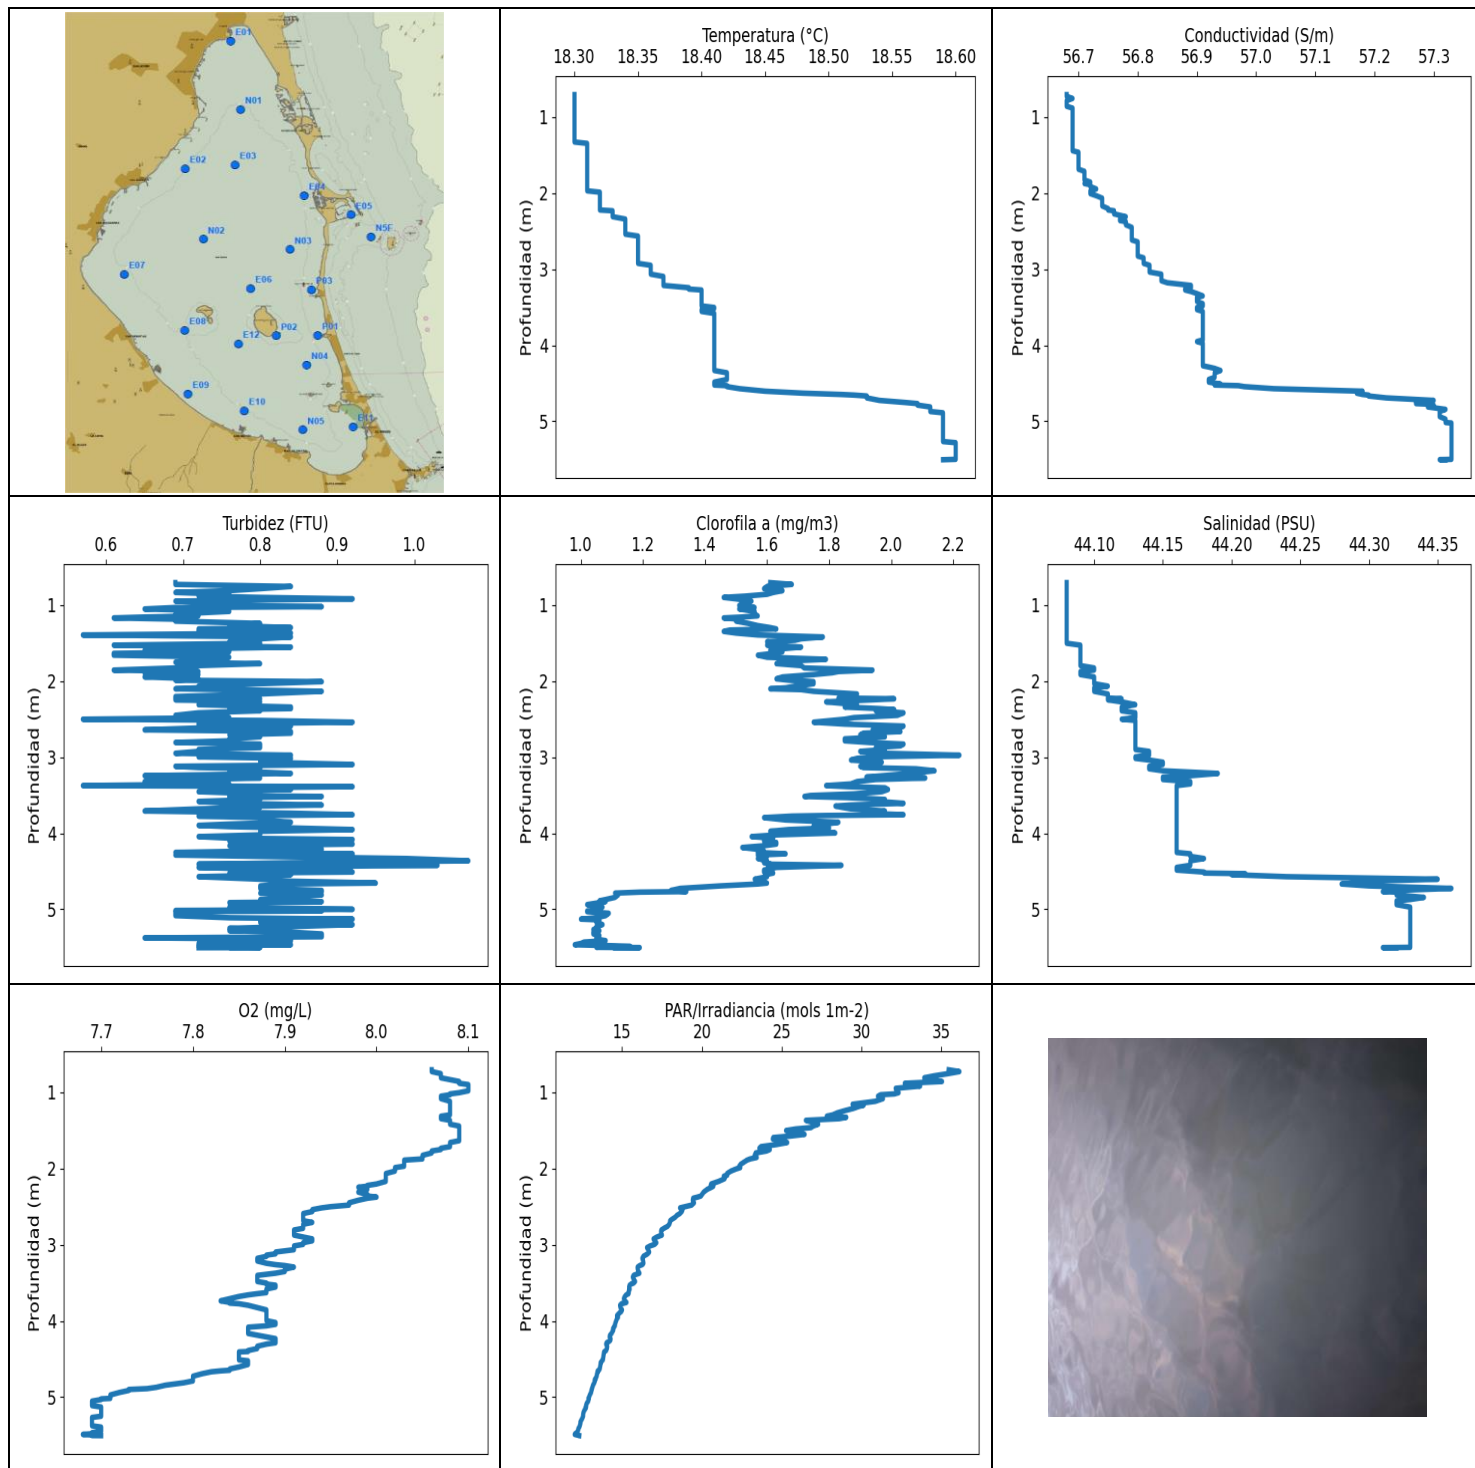 E01
N01
E02
E03
E04
E05
N5F
N02
N03
E07
E06
P03
E08
E12
P02
P01
N04
E09
E10
N05
E11
Temperatura (°C)
18.30 18.35 18.40 18.45 18.50 18.55 18.60
Profundidad (m)
1
2
3
4
5
Conductividad (S/m)
56.7 56.8 56.9 57.0 57.1 57.2 57.3
Profundidad (m)
1
2
3
4
5
Turbidez (FTU)
0.6 0.7 0.8 0.9 1.0
Profundidad (m)
1
2
3
4
5
Clorofila a (mg/m3)
1.0 1.2 1.4 1.6 1.8 2.0 2.2
Profundidad (m)
1
2
3
4
5
Salinidad (PSU)
44.10 44.15 44.20 44.25 44.30 44.35
Profundidad (m)
1
2
3
4
5
O2 (mg/L)
7.7 7.8 7.9 8.0 8.1
Profundidad (m)
1
2
3
4
5
PAR/Irradiancia (mols 1m-2)
15 20 25 30 35
Profundidad (m)
1
2
3
4
5